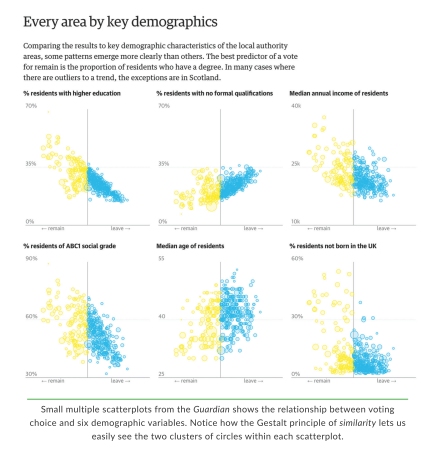 Every area by key demographics
Comparing the results to key demographic characteristics of the local authority
areas, some patterns emerge more clearly than others. The best predictor of a vote
for remain is the proportion of residents who have a degree. In many cases where
there are outliers to a trend, the exceptions are in Scotland.
% residents with higher education
70%
35%
0%
← remain leave →
% residents with no formal qualifications
70%
35%
0%
← remain leave →
Median annual income of residents
40k
25k
10k
← remain leave →
% residents of ABC1 social grade
90%
60%
30%
← remain leave →
Median age of residents
55
40
25
← remain leave →
% residents not born in the UK
60%
30%
0%
← remain leave →
Small multiple scatterplots from the Guardian shows the relationship between voting
choice and six demographic variables. Notice how the Gestalt principle of similarity lets us
easily see the two clusters of circles within each scatterplot.